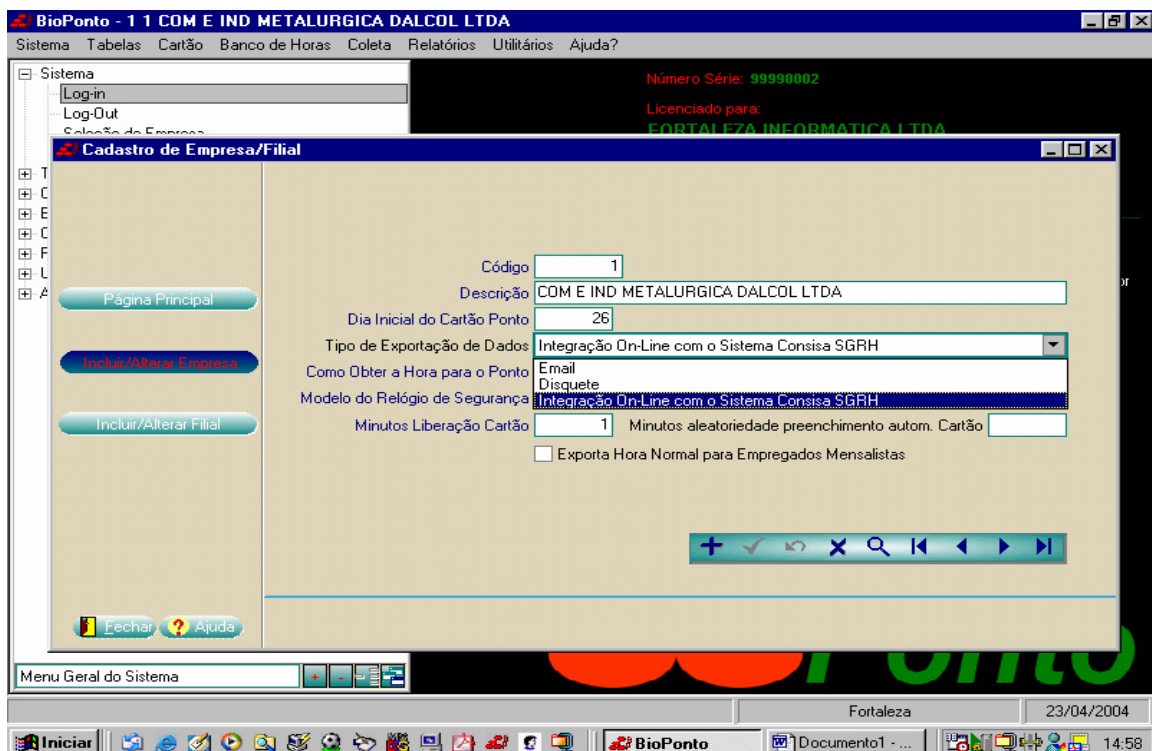 BioPonto - 1 1 COM E IND METALURGICA DALCOL LTDA
Sistema Tabelas Cartão Banco de Horas Coleta Relatórios Utilitários Ajuda?
Sistema
Log-in
Log-Out
Seleção de Empresa
Número Série: 99990002
Licenciado para:
FORTALEZA INFORMATICA LTDA
Cadastro de Empresa/Filial
T
C
E
C
F
U
A
Página Principal
Incluir/Alterar Empresa
Incluir/Alterar Filial
Código 1
Descrição COM E IND METALURGICA DALCOL LTDA
Dia Inicial do Cartão Ponto 26
Tipo de Exportação de Dados Integração On-Line com o Sistema Consisa SGRH
Como Obter a Hora para o Ponto Email
Disquete
Modelo do Relógio de Segurança Integração On-Line com o Sistema Consisa SGRH
Minutos Liberação Cartão 1 Minutos aleatoriedade preenchimento autom. Cartão
Exporta Hora Normal para Empregados Mensalistas
or
Fechar ? Ajuda
Ponto
Menu Geral do Sistema + -
Fortaleza 23/04/2004
Iniciar BioPonto Documento1 - ... 14:58